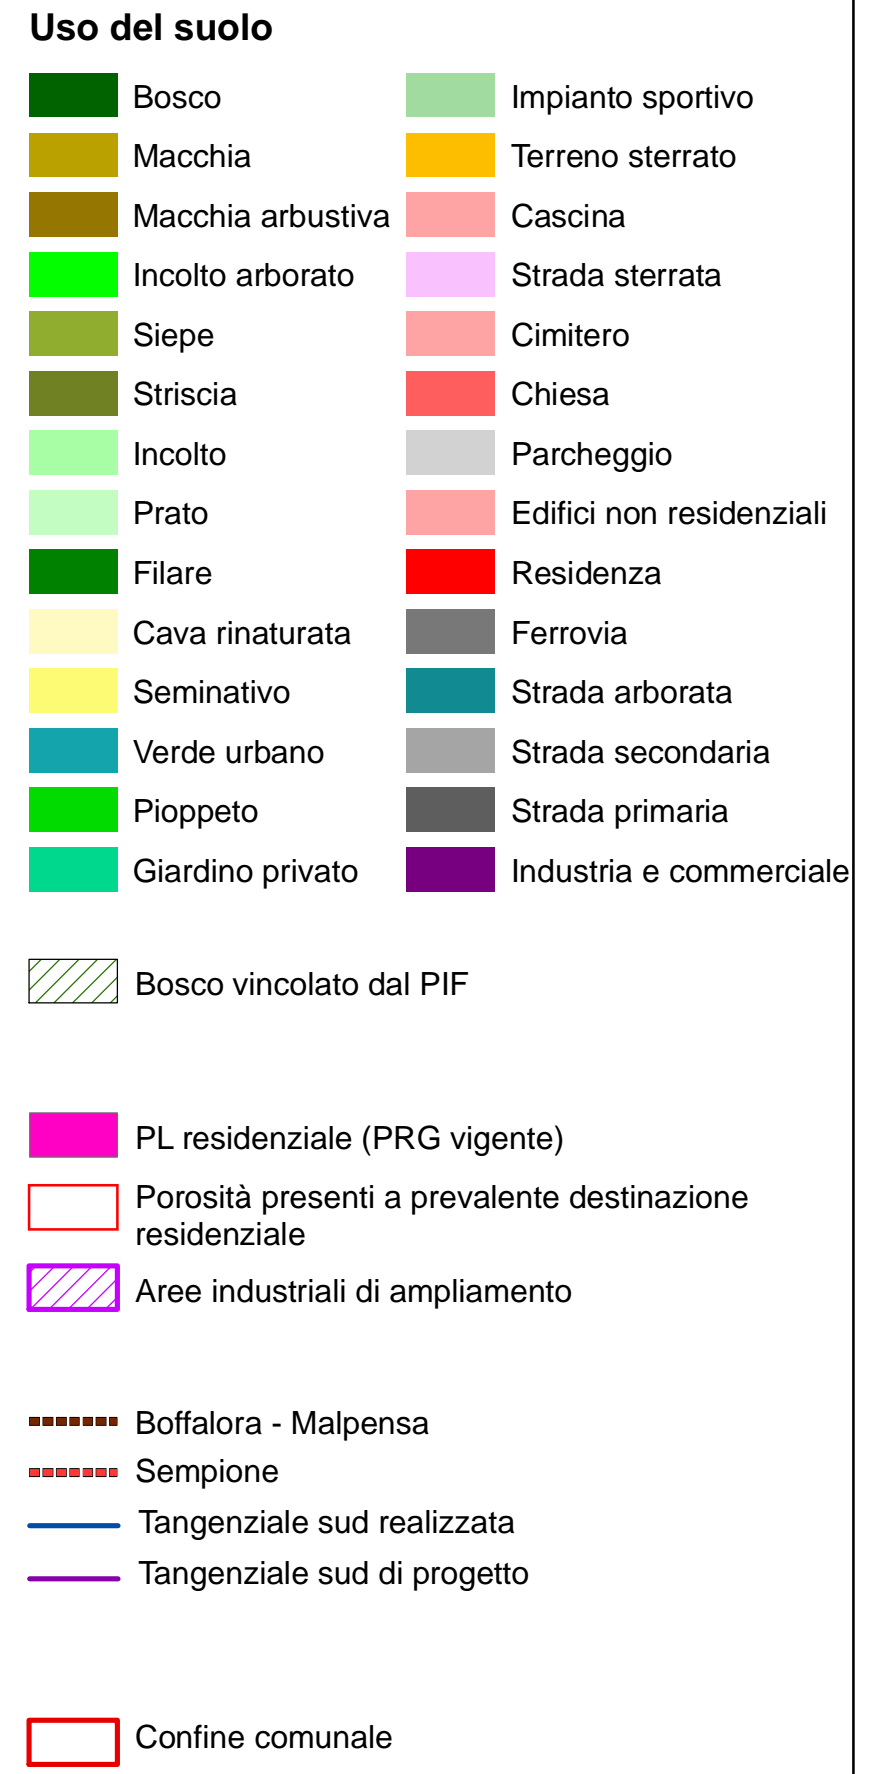 Uso del suolo
Bosco
Macchia
Macchia arbustiva
Incolto arborato
Siepe
Striscia
Incolto
Prato
Filare
Cava rinaturata
Seminativo
Verde urbano
Pioppeto
Giardino privato
Impianto sportivo
Terreno sterrato
Cascina
Strada sterrata
Cimitero
Chiesa
Parcheggio
Edifici non residenziali
Residenza
Ferrovia
Strada arborata
Strada secondaria
Strada primaria
Industria e commerciale
Bosco vincolato dal PIF
PL residenziale (PRG vigente)
Porosità presenti a prevalente destinazione
residenziale
Aree industriali di ampliamento
Boffalora - Malpensa
Sempione
Tangenziale sud realizzata
Tangenziale sud di progetto
Confine comunale